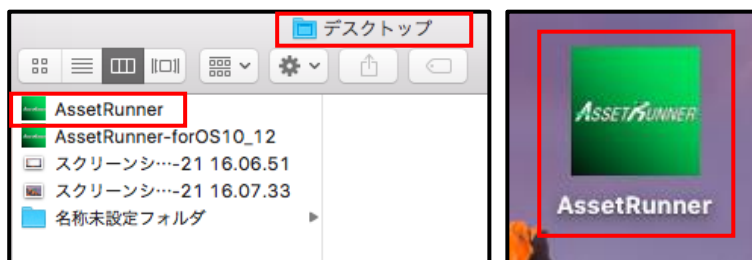 デスクトップ
AssetRunner
AssetRunner-forOS10_12
スクリーンシ…-21 16.06.51
スクリーンシ…-21 16.07.33
名称未設定フォルダ
ASSETRUNNER
AssetRunner